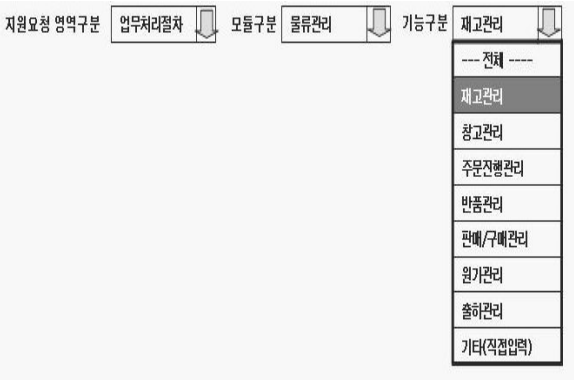 지원요청 영역구분 업무처리절차 모듈구분 물류관리 기능구분 재고관리
--- 전체 ----
재고관리
창고관리
주문진행관리
반품관리
판매/구매관리
원가관리
출하관리
기타(직접입력)